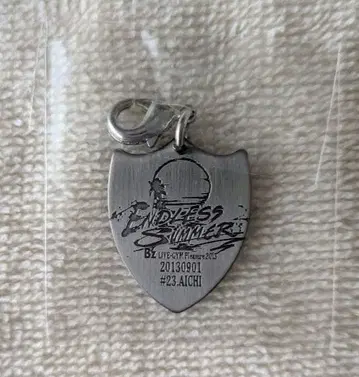 ENDLESS
SUMMER
B'z LIVE-GYM Pleasure 2013
20130901
#23.AICHI